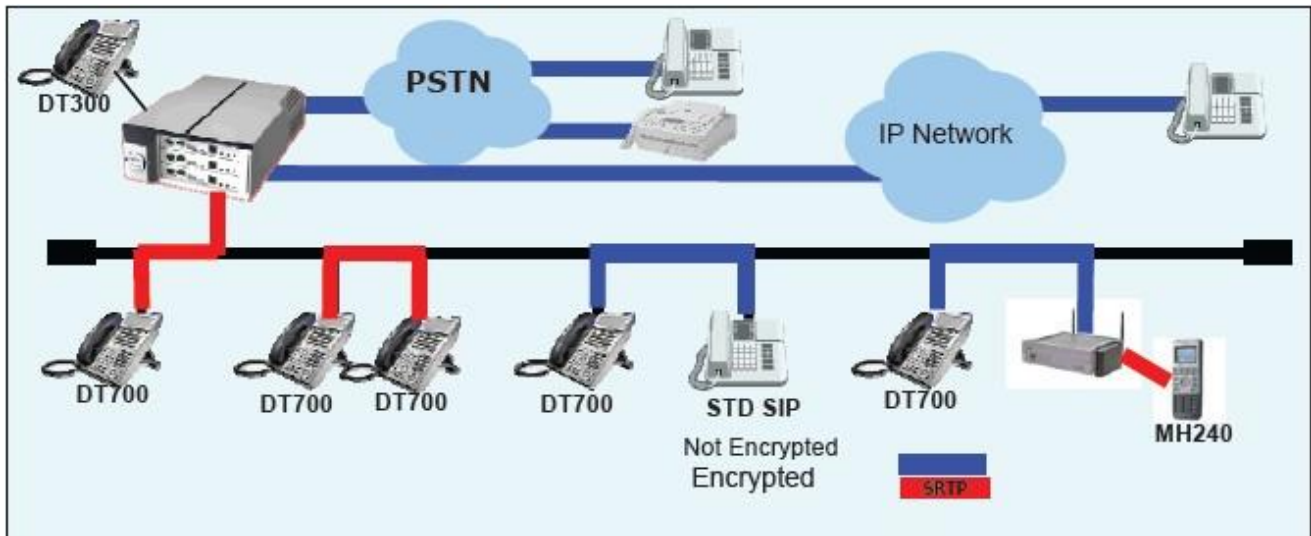 DT300
PSTN
IP Network
DT700
DT700
DT700
DT700
STD SIP
DT700
MH240
Not Encrypted
Encrypted
SRTP